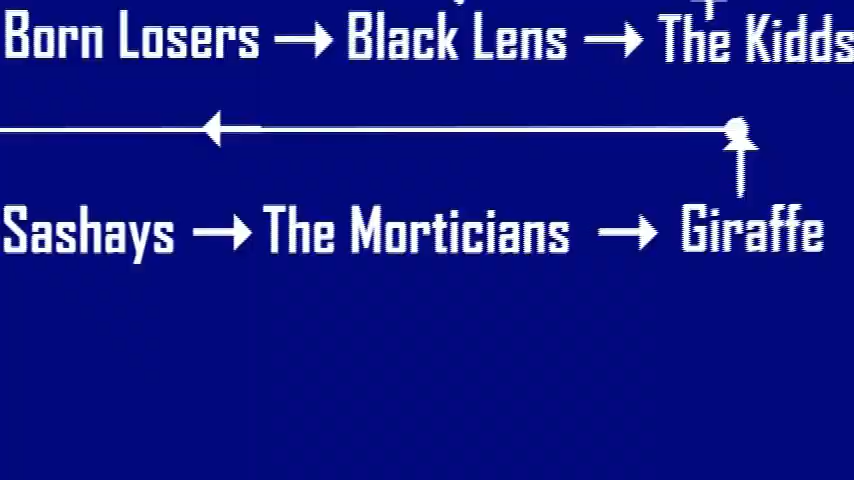 Born Losers → Black Lens → The Kidds
Sashays → The Morticians → Giraffe